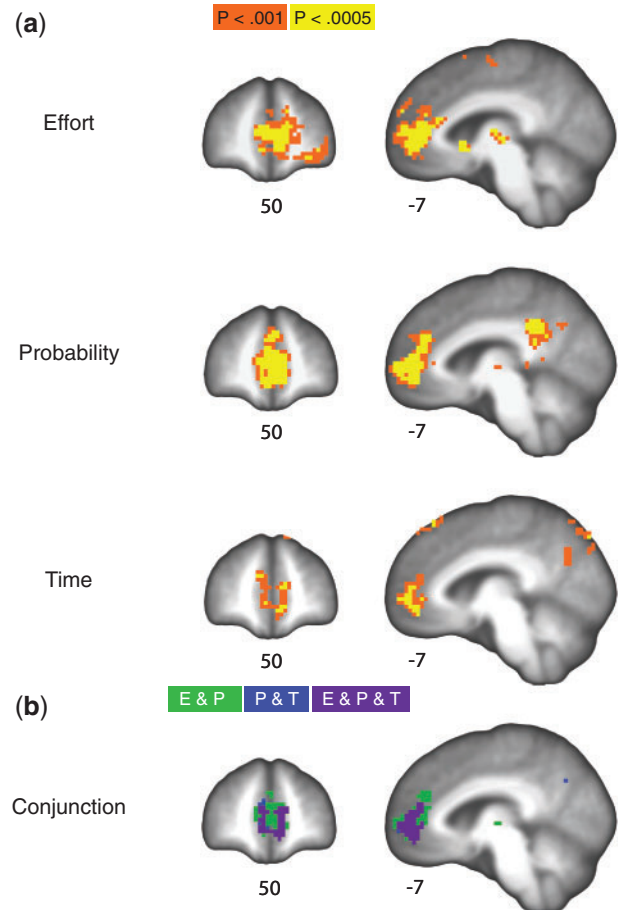 (a)
P < .001 P < .0005
Effort
50 -7
Probability
50 -7
Time
50 -7
(b)
E & P P & T E & P & T
Conjunction
50 -7